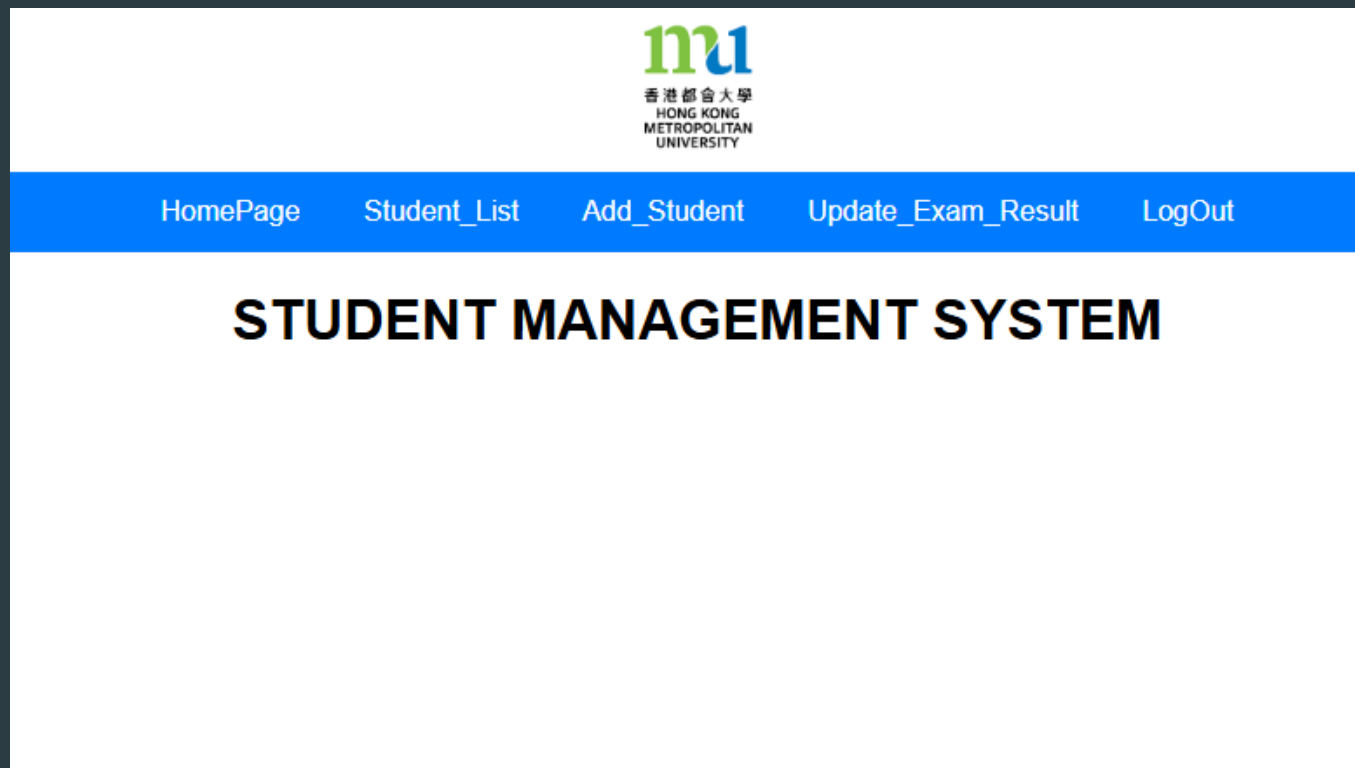 mu
香港都會大學
HONG KONG
METROPOLITAN
UNIVERSITY
HomePage Student_List Add_Student Update_Exam_Result LogOut
STUDENT MANAGEMENT SYSTEM